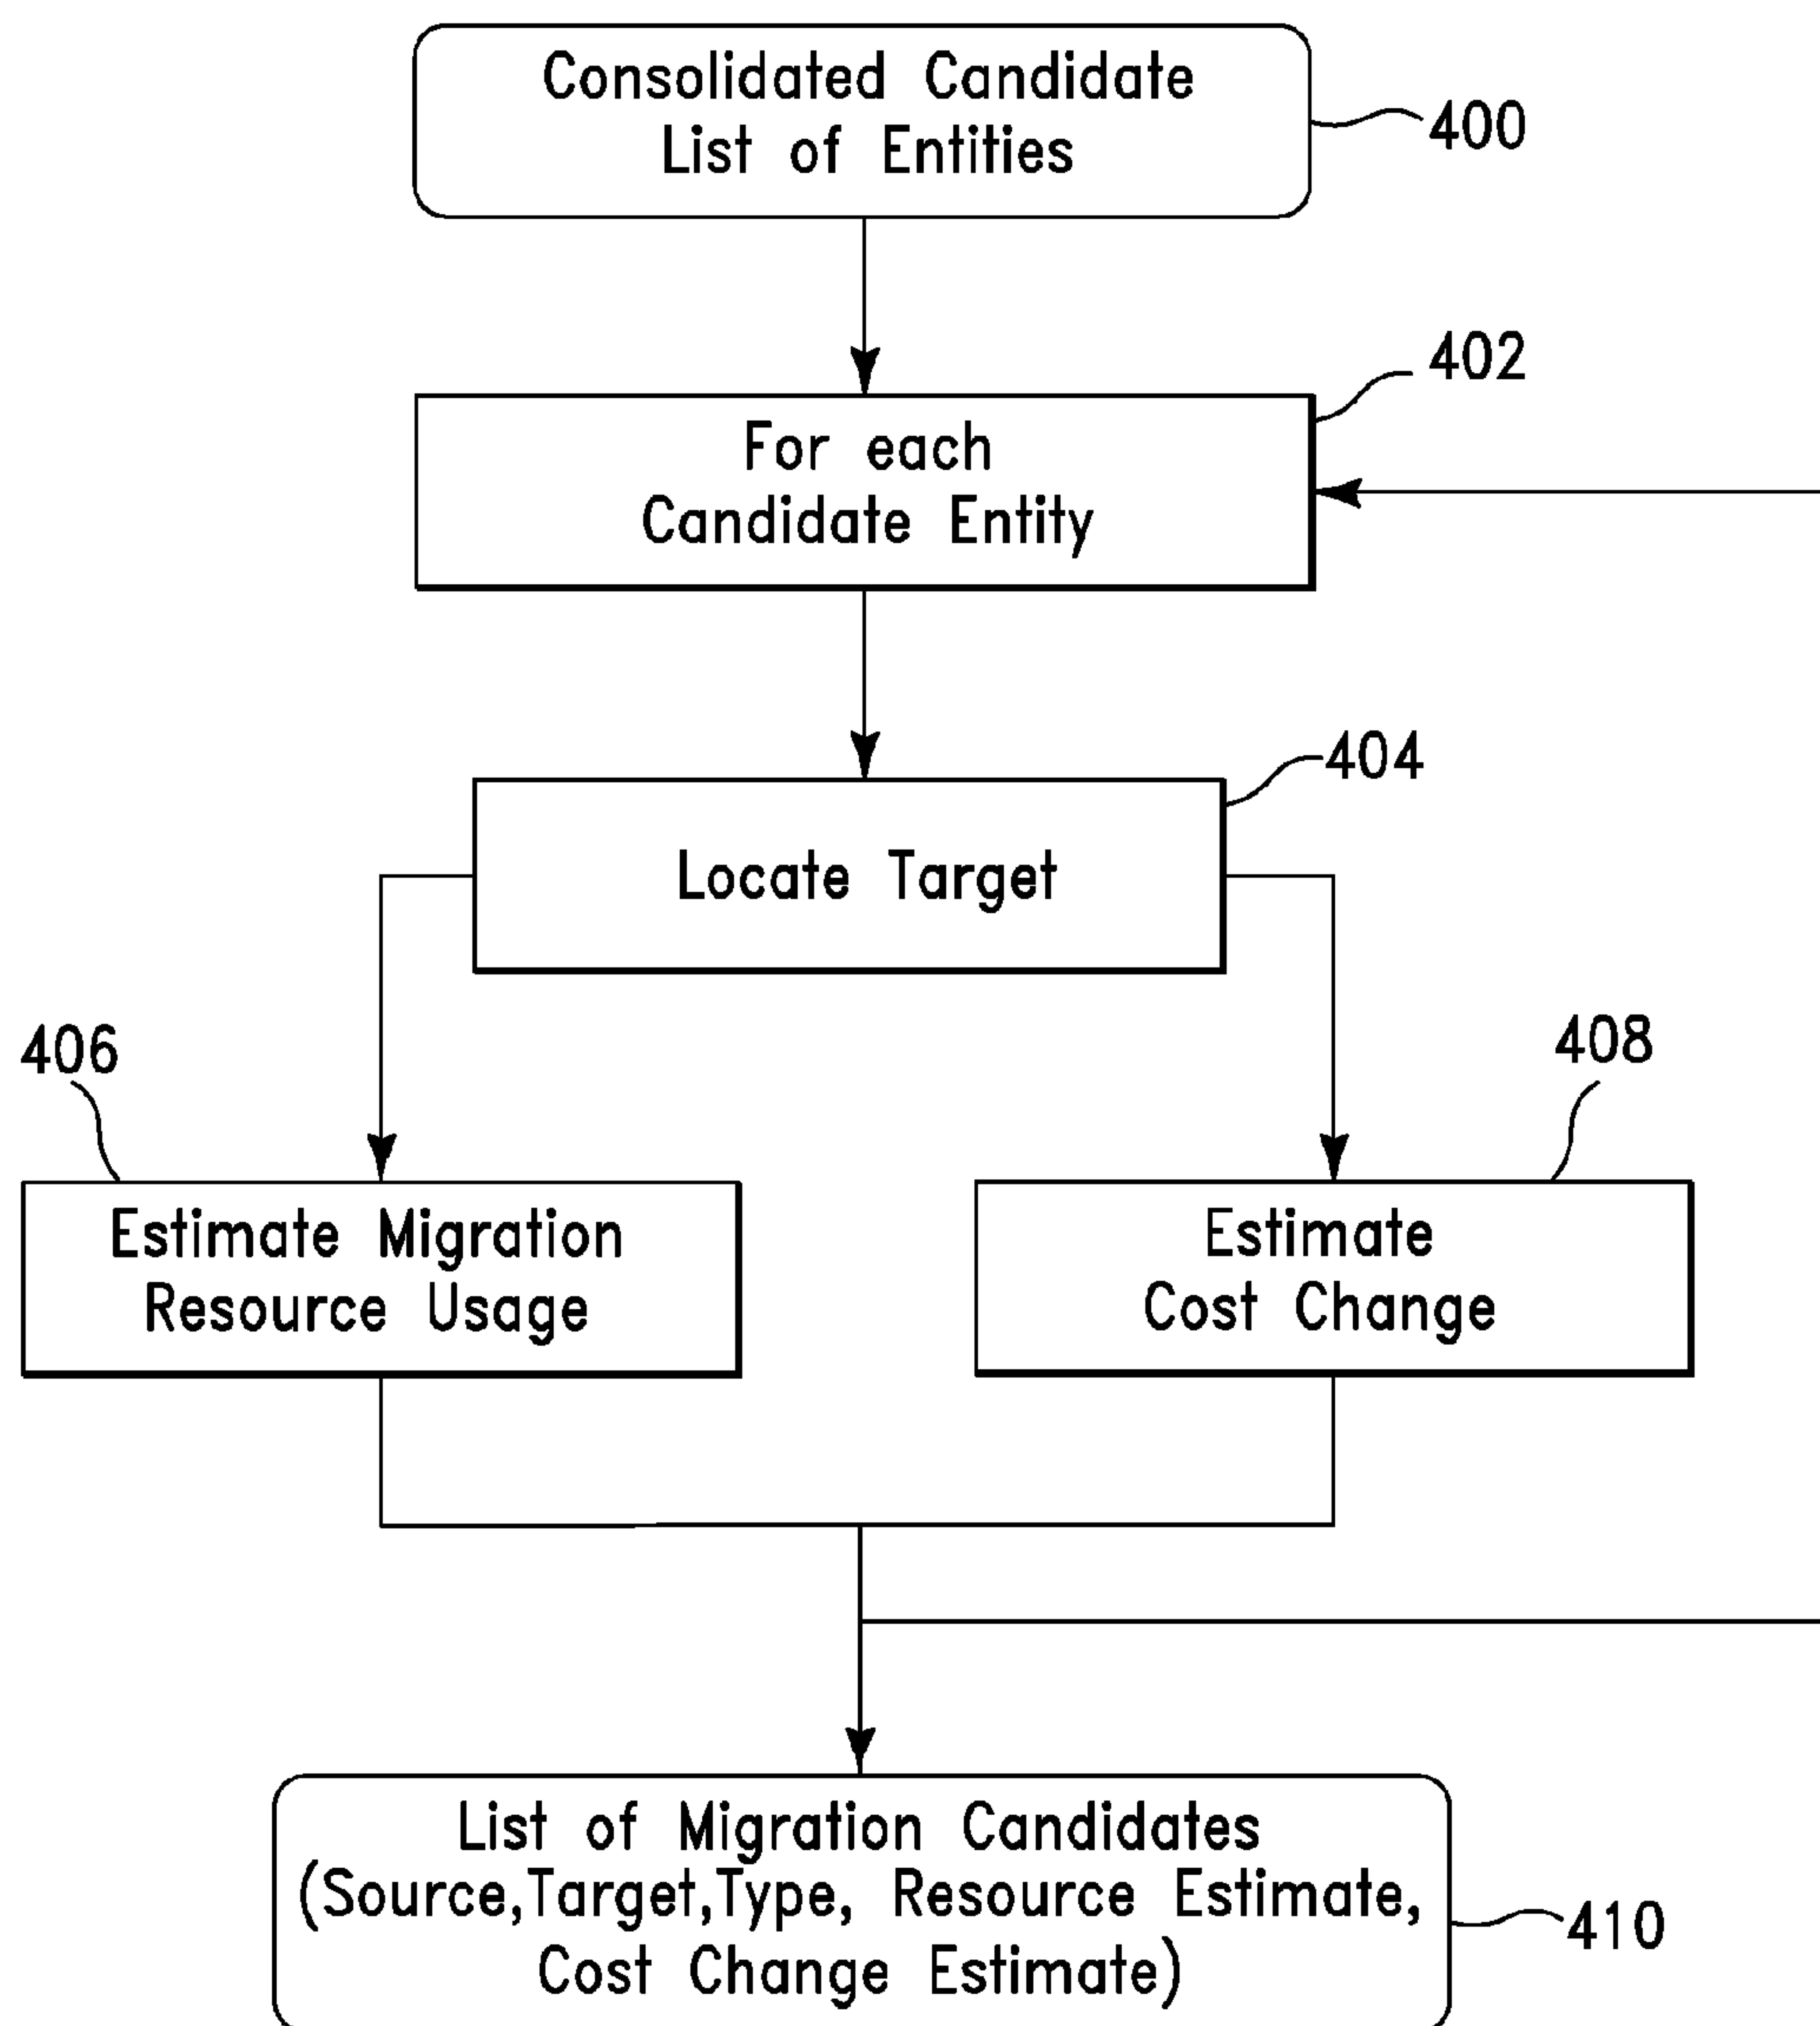 Consolidated Candidate
List of Entities
400
402
For each
Candidate Entity
404
Locate Target
406
408
Estimate Migration
Resource Usage
Estimate
Cost Change
List of Migration Candidates
(Source,Target,Type, Resource Estimate,
Cost Change Estimate)
410